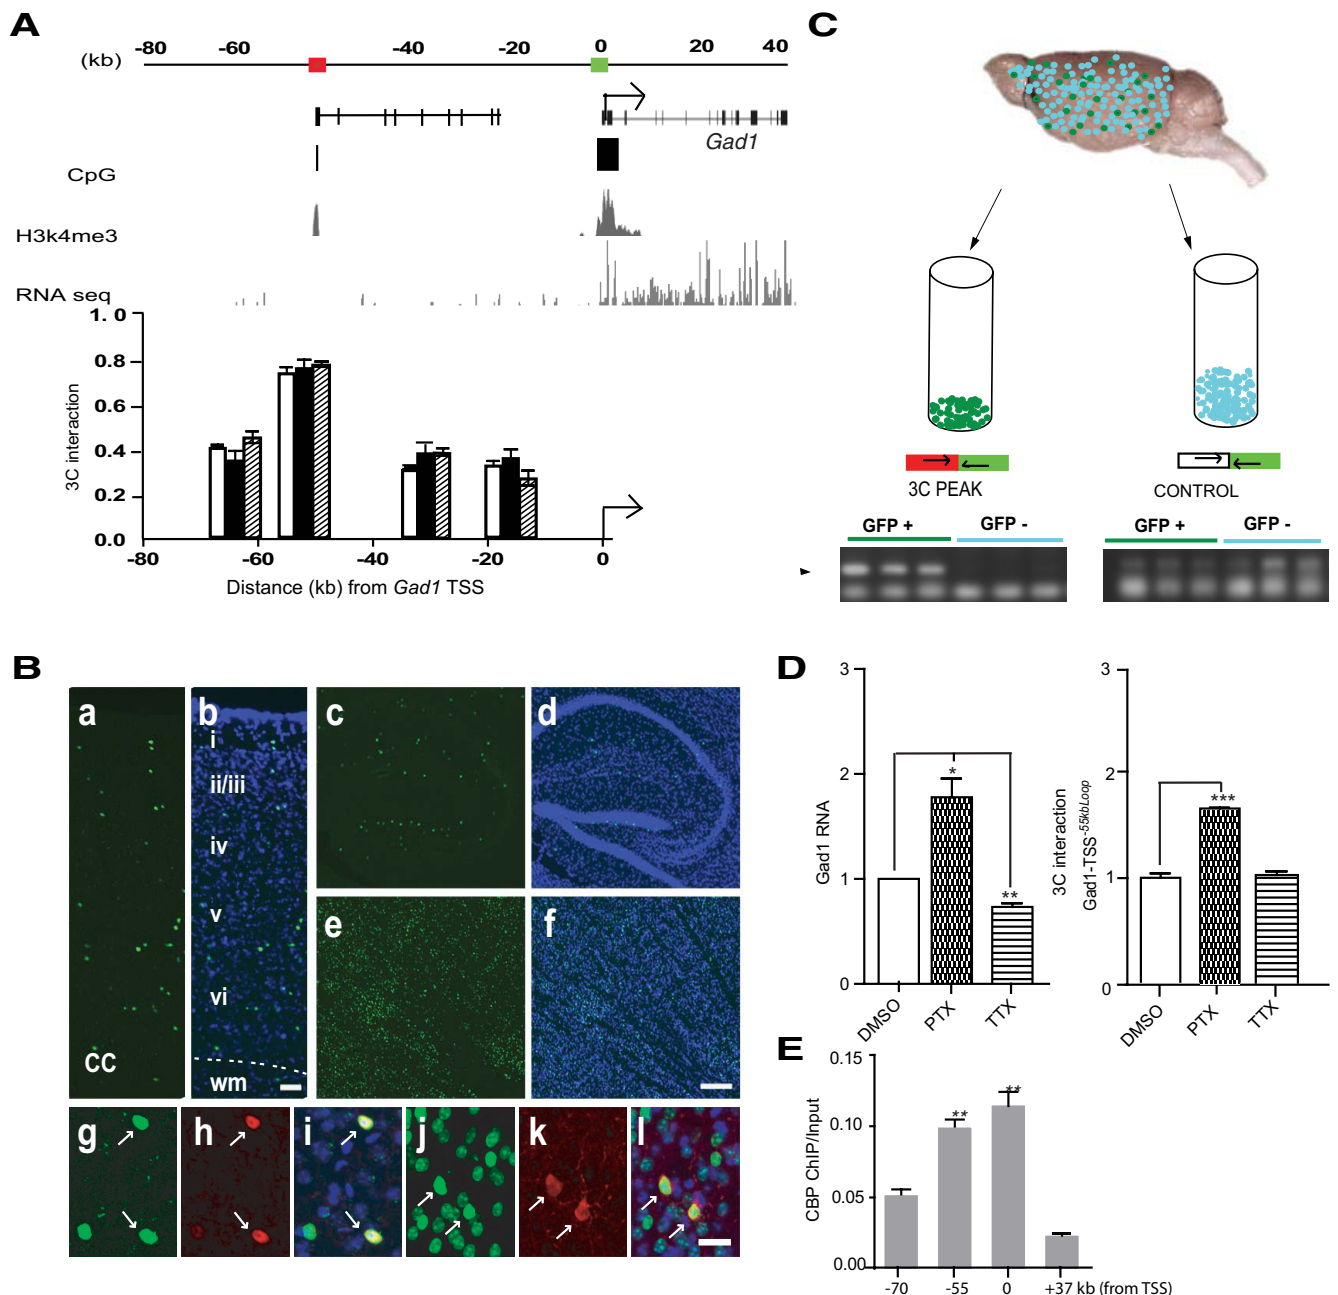 A
(kb)
-80 -60 -40 -20 0 20 40
Gad1
CpG
H3k4me3
RNA seq
3C interaction
1.0
0.8
0.6
0.4
0.2
0.0
-80 -60 -40 -20 0
Distance (kb) from Gad1 TSS
C
3C PEAK
CONTROL
GFP + GFP -
GFP + GFP -
B
a b c d
i
ii/iii
iv
v
vi
cc
wm
e f
g h i j k l
D
Gad1 RNA
3
2
1
0
*
**
DMSO PTX TTX
3C interaction
Gad1-TSS-55kbLoop
3
2
1
0
***
DMSO PTX TTX
E
CBP ChIP/Input
0.15
0.10
0.05
0.00
**
**
-70 -55 0 +37 kb (from TSS)